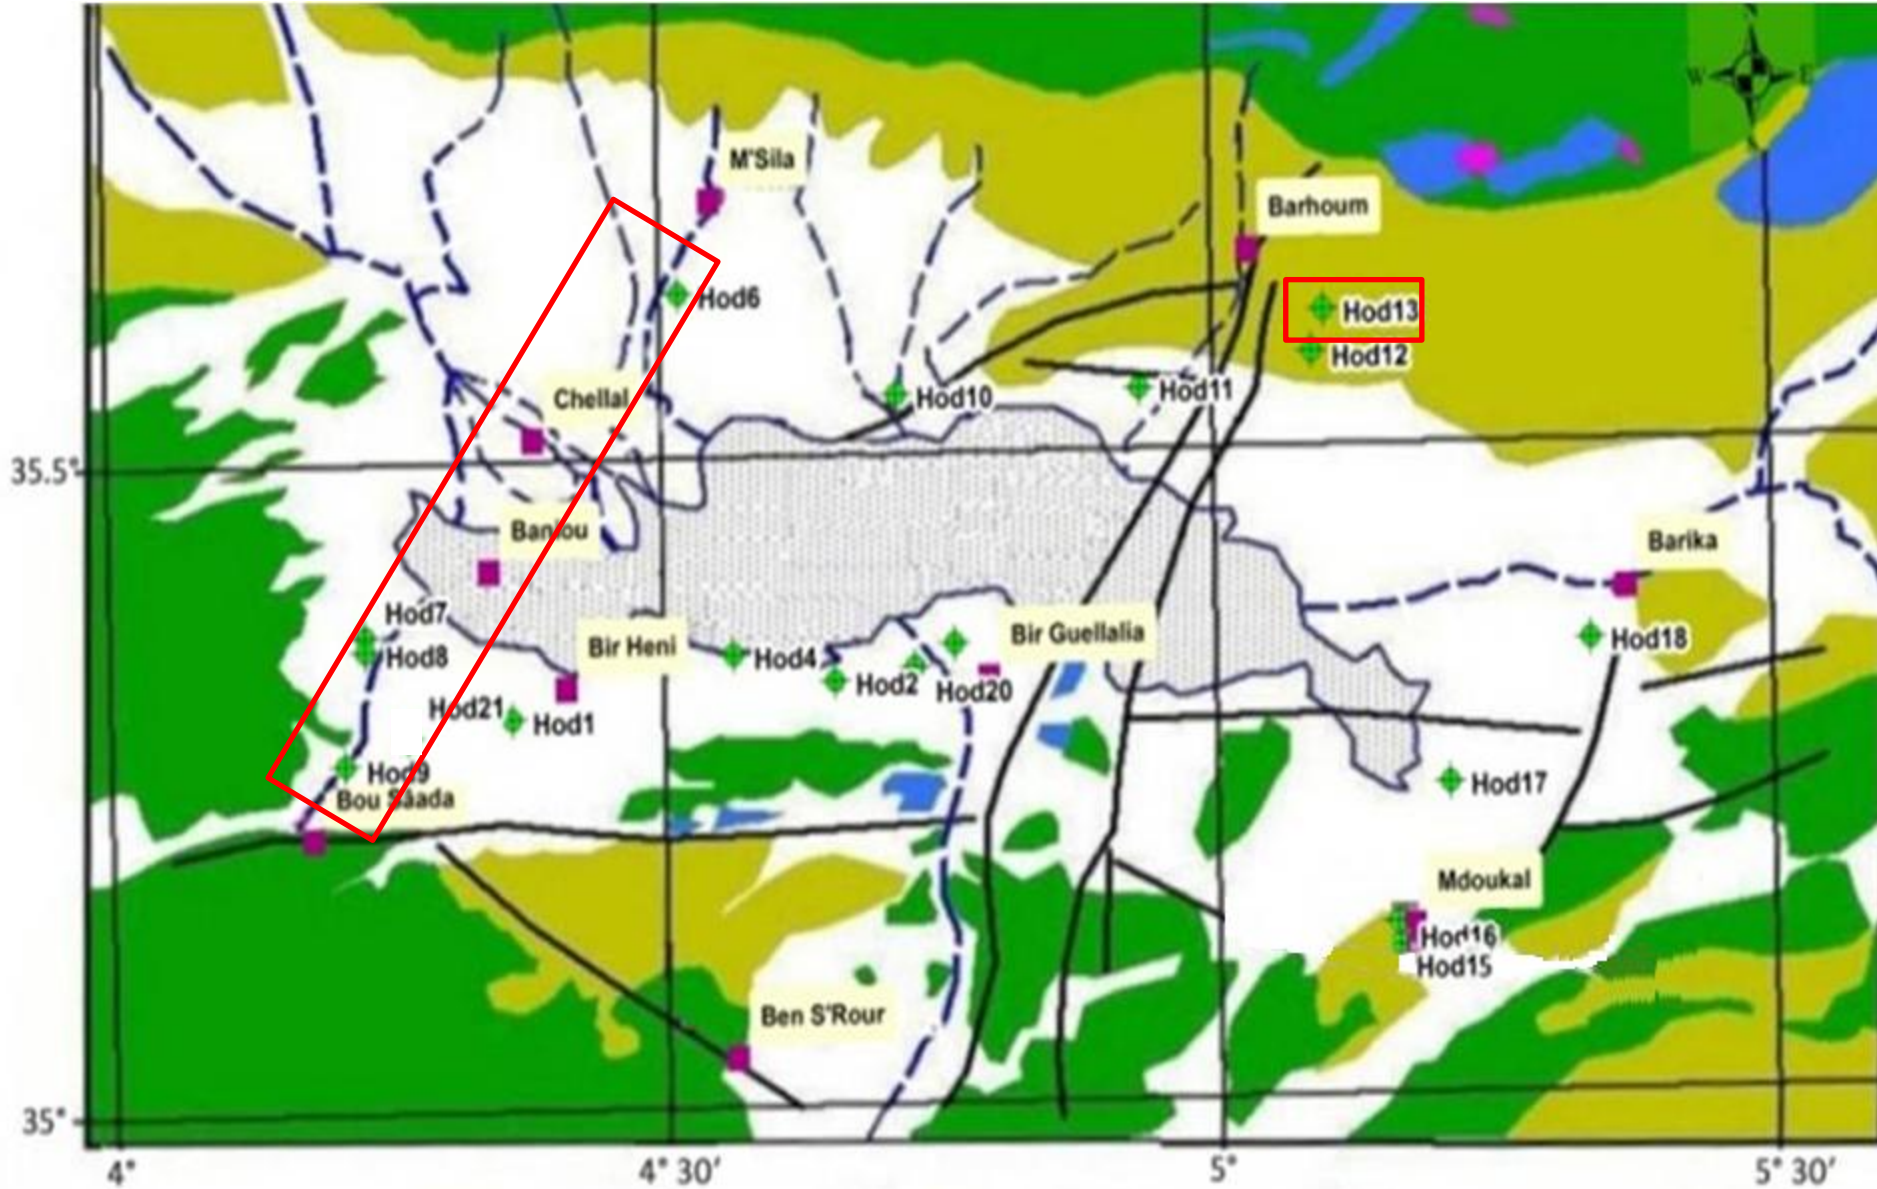 N
W E
M'Sila
Barhoum
Hod6
Hod13
Hod12
Chellal
Hod10
Hod11
35.5°
Baniou
Barika
Hod7
Bir Heni
Bir Guellalia
Hod18
Hod8
Hod4
Hod2
Hod20
Hod21
Hod1
Hod9
Hod17
Bou Sàada
Mdoukal
Hod16
Hod15
Ben S'Rour
35°
4° 4° 30’ 5° 5° 30’